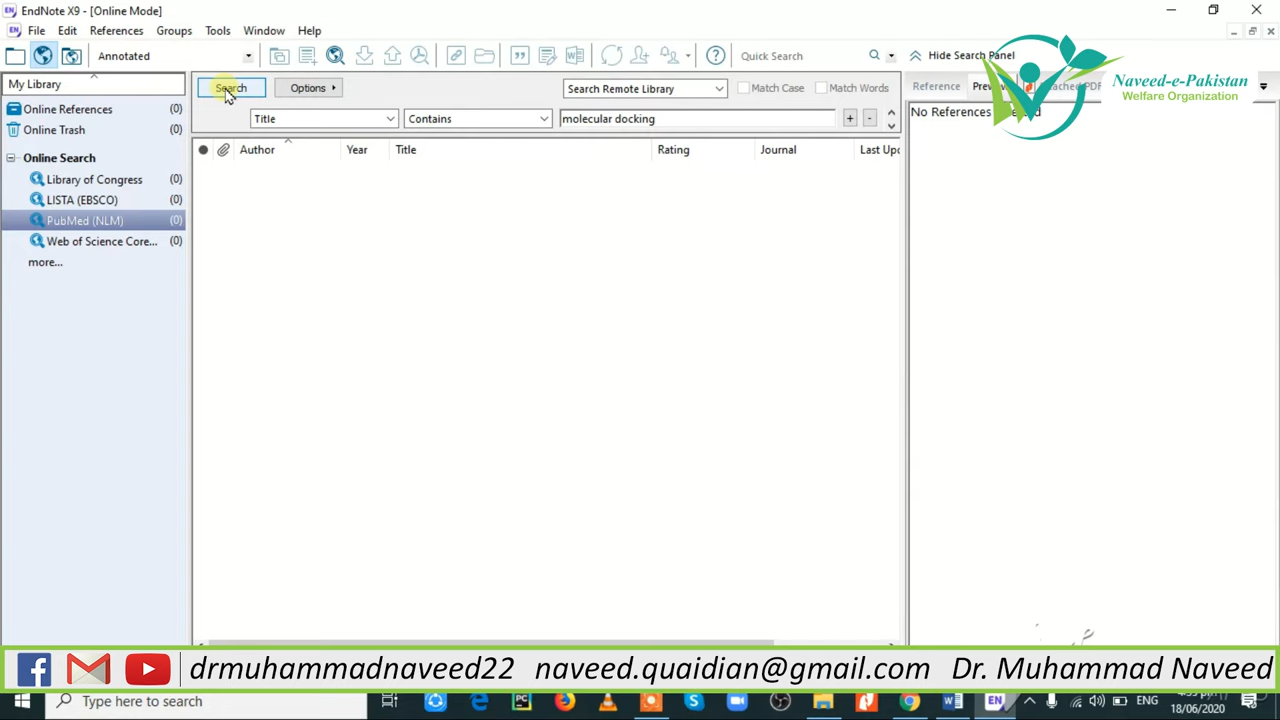 EndNote X9 - [Online Mode]
File Edit References Groups Tools Window Help
Annotated
Quick Search
Hide Search Panel
Naveed-e-Pakistan
Welfare Organization
My Library
Search Options Search Remote Library Match Case Match Words
Reference
Title Contains molecular docking + -
No References
Online References (0)
Online Trash (0)
Author Year Title Rating Journal Last Upd
Online Search
Library of Congress (0)
LISTA (EBSCO) (0)
PubMed (NLM) (0)
Web of Science Core... (0)
more...
drmuhammadnaveed22 naveed.quaidian@gmail.com Dr. Muhammad Naveed
Type here to search
ENG
18/06/2020